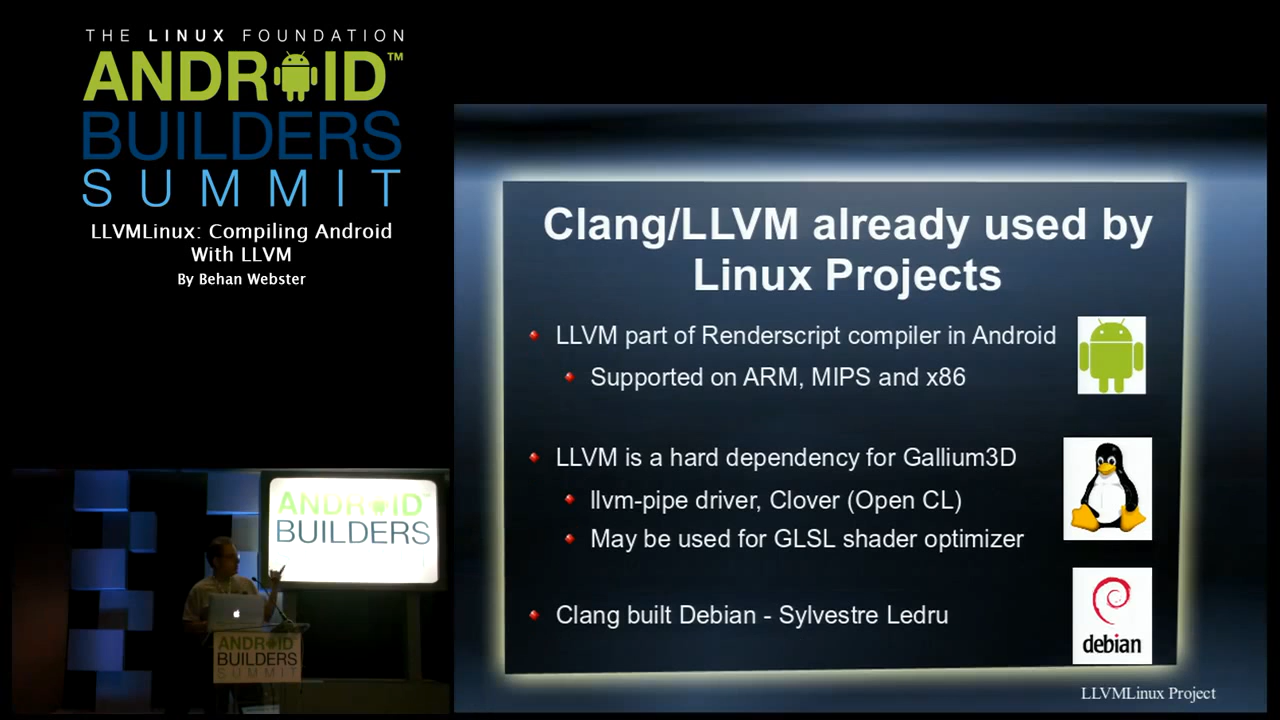 THE LINUX FOUNDATION
ANDROID™
BUILDERS
SUMMIT
LLVMLinux: Compiling Android
With LLVM
By Behan Webster
Clang/LLVM already used by
Linux Projects
LLVM part of Renderscript compiler in Android
Supported on ARM, MIPS and x86
LLVM is a hard dependency for Gallium3D
llvm-pipe driver, Clover (Open CL)
May be used for GLSL shader optimizer
Clang built Debian - Sylvestre Ledru
debian
LLVMLinux Project
ANDROID
BUILDERS
ANDROID
BUILDERS
SUMMIT